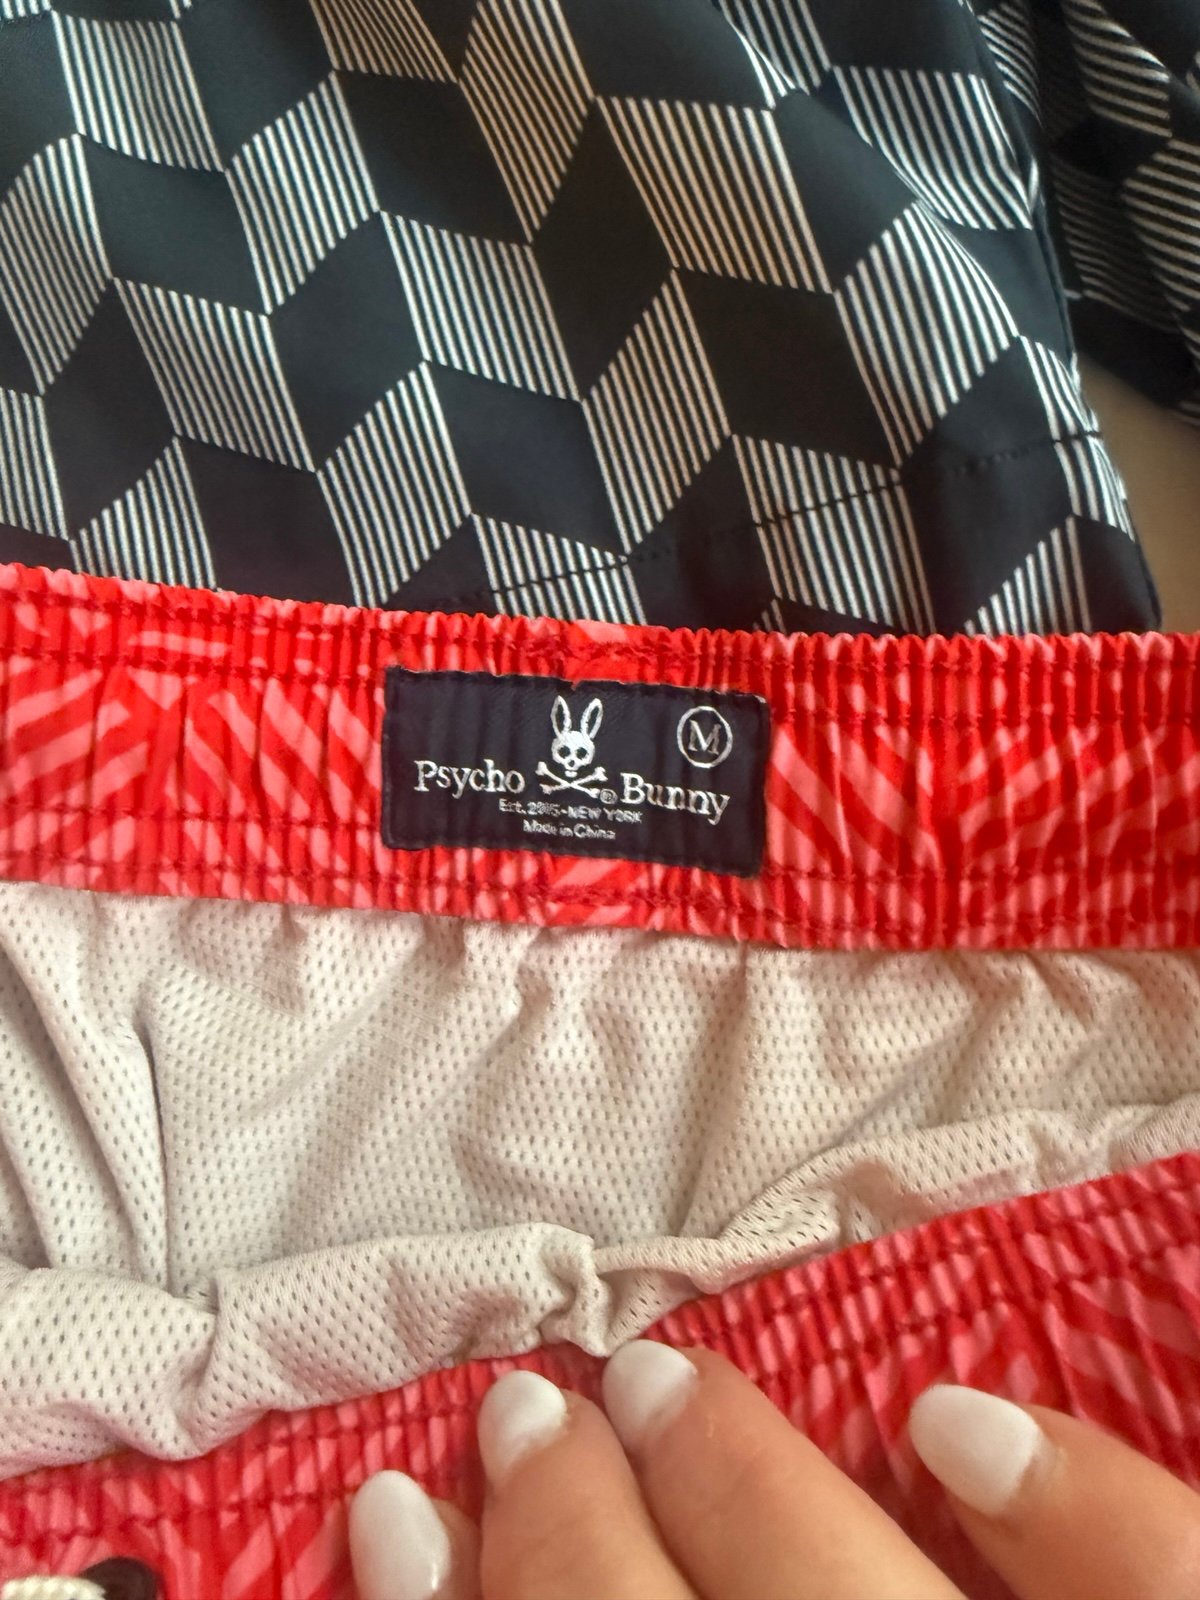 M
Psycho Bunny
®
Est. 2005-NEW YORK
Made in China